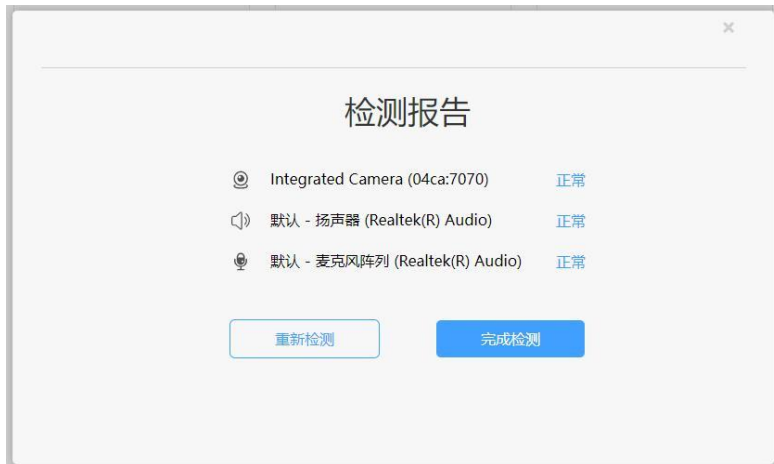 检测报告
Integrated Camera (04ca:7070) 正常
默认 - 扬声器 (Realtek(R) Audio) 正常
默认 - 麦克风阵列 (Realtek(R) Audio) 正常
重新检测 完成检测